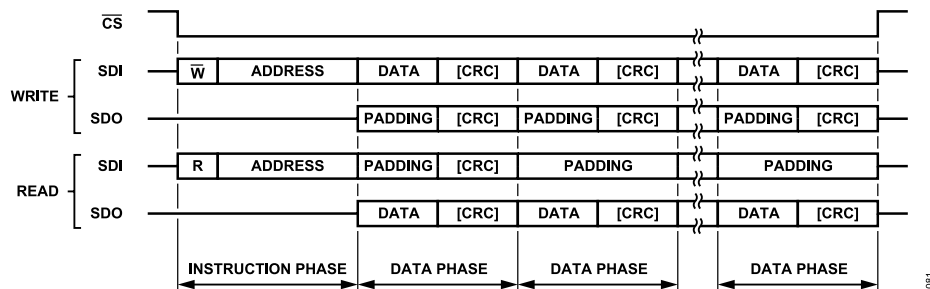 CS
SDI W ADDRESS DATA [CRC] DATA [CRC] DATA [CRC]
WRITE
SDO PADDING [CRC] PADDING [CRC] PADDING [CRC]
SDI R ADDRESS PADDING [CRC] PADDING PADDING
READ
SDO DATA [CRC] DATA [CRC] DATA [CRC]
INSTRUCTION PHASE DATA PHASE DATA PHASE DATA PHASE
081